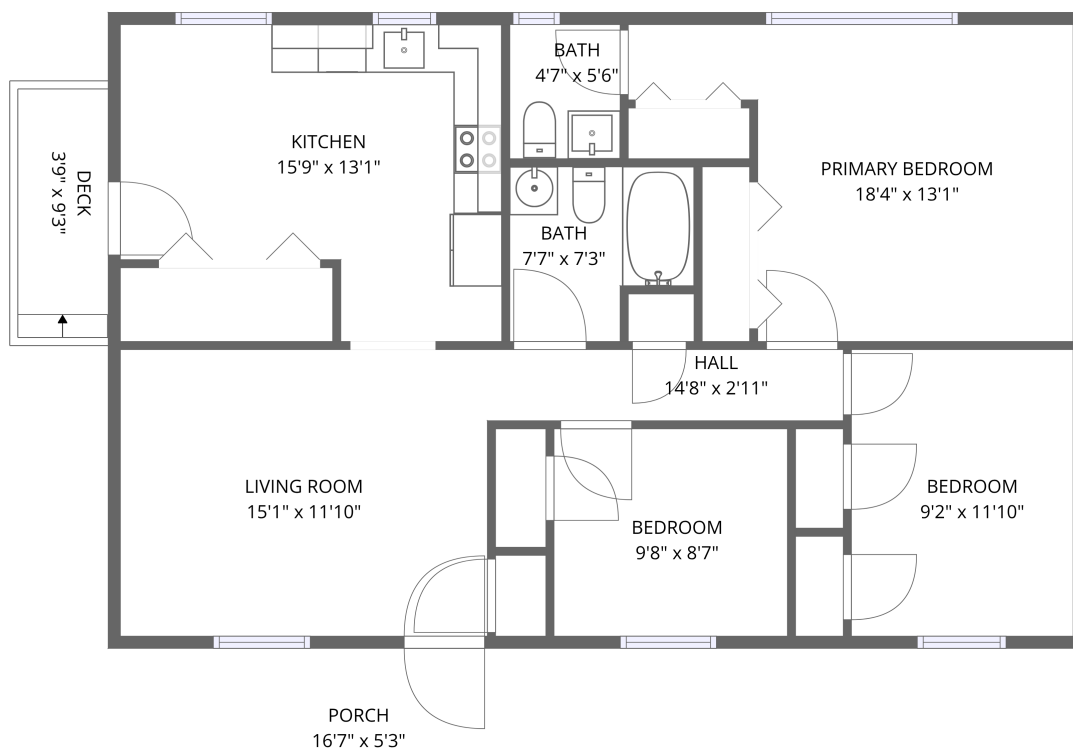 BATH
4'7" x 5'6"
KITCHEN
15'9" x 13'1"
PRIMARY BEDROOM
18'4" x 13'1"
DECK
3'9" x 9'3"
BATH
7'7" x 7'3"
HALL
14'8" x 2'11"
LIVING ROOM
15'1" x 11'10"
BEDROOM
9'8" x 8'7"
BEDROOM
9'2" x 11'10"
PORCH
16'7" x 5'3"